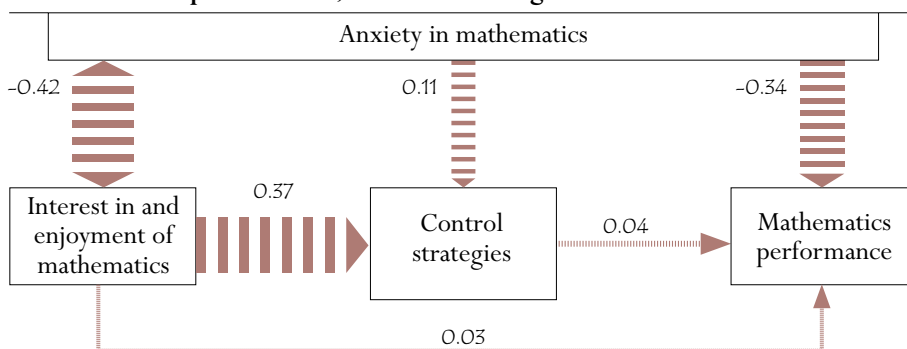 Anxiety in mathematics
-0.42
0.11
-0.34
0.37
Interest in and
enjoyment of
mathematics
Control
strategies
0.04
Mathematics
performance
0.03